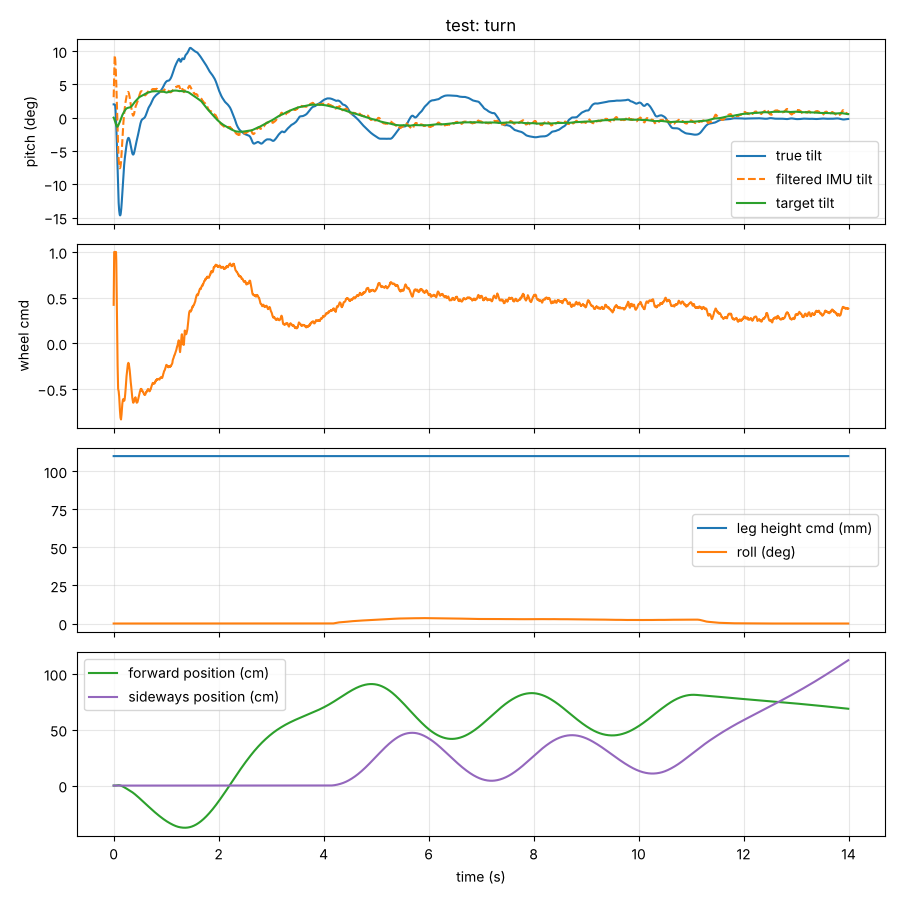 test: turn
10
5
0
−5
−10
−15
pitch (deg)
true tilt
filtered IMU tilt
target tilt
1.0
0.5
0.0
−0.5
wheel cmd
100
75
50
25
0
leg height cmd (mm)
roll (deg)
100
50
0
forward position (cm)
sideways position (cm)
0 2 4 6 8 10 12 14
time (s)